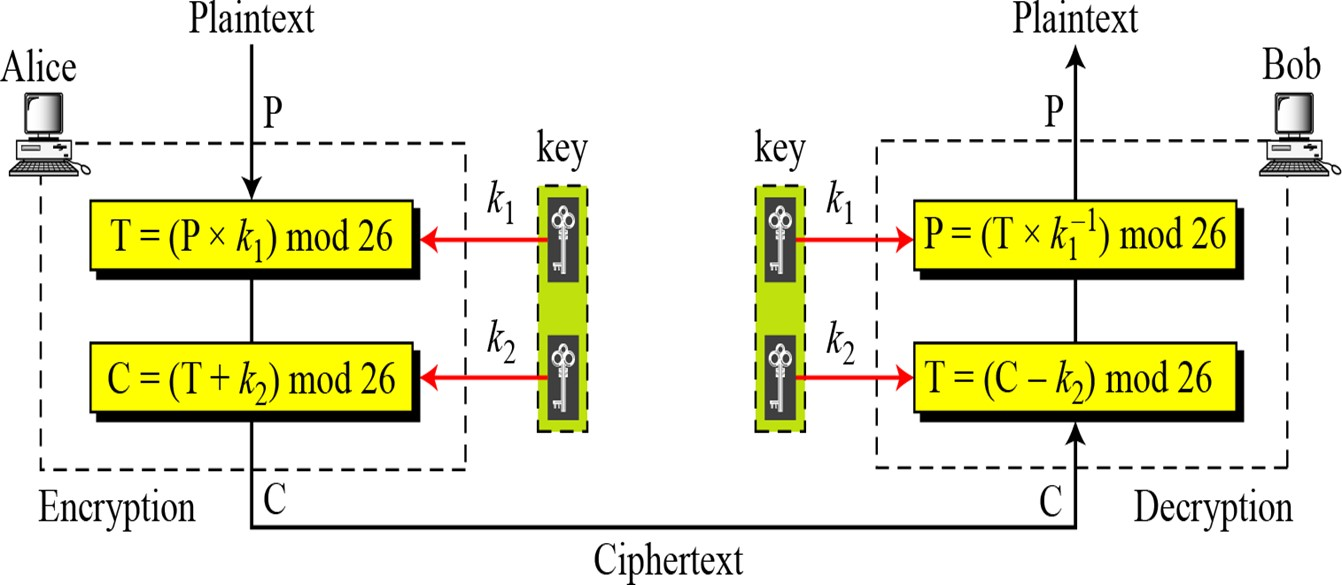 Plaintext
Plaintext
Alice
Bob
P
P
key
key
k₁
k₁
T = (P × k₁) mod 26
P = (T × k₁⁻¹) mod 26
k₂
k₂
C = (T + k₂) mod 26
T = (C – k₂) mod 26
Encryption
C
C
Decryption
Ciphertext